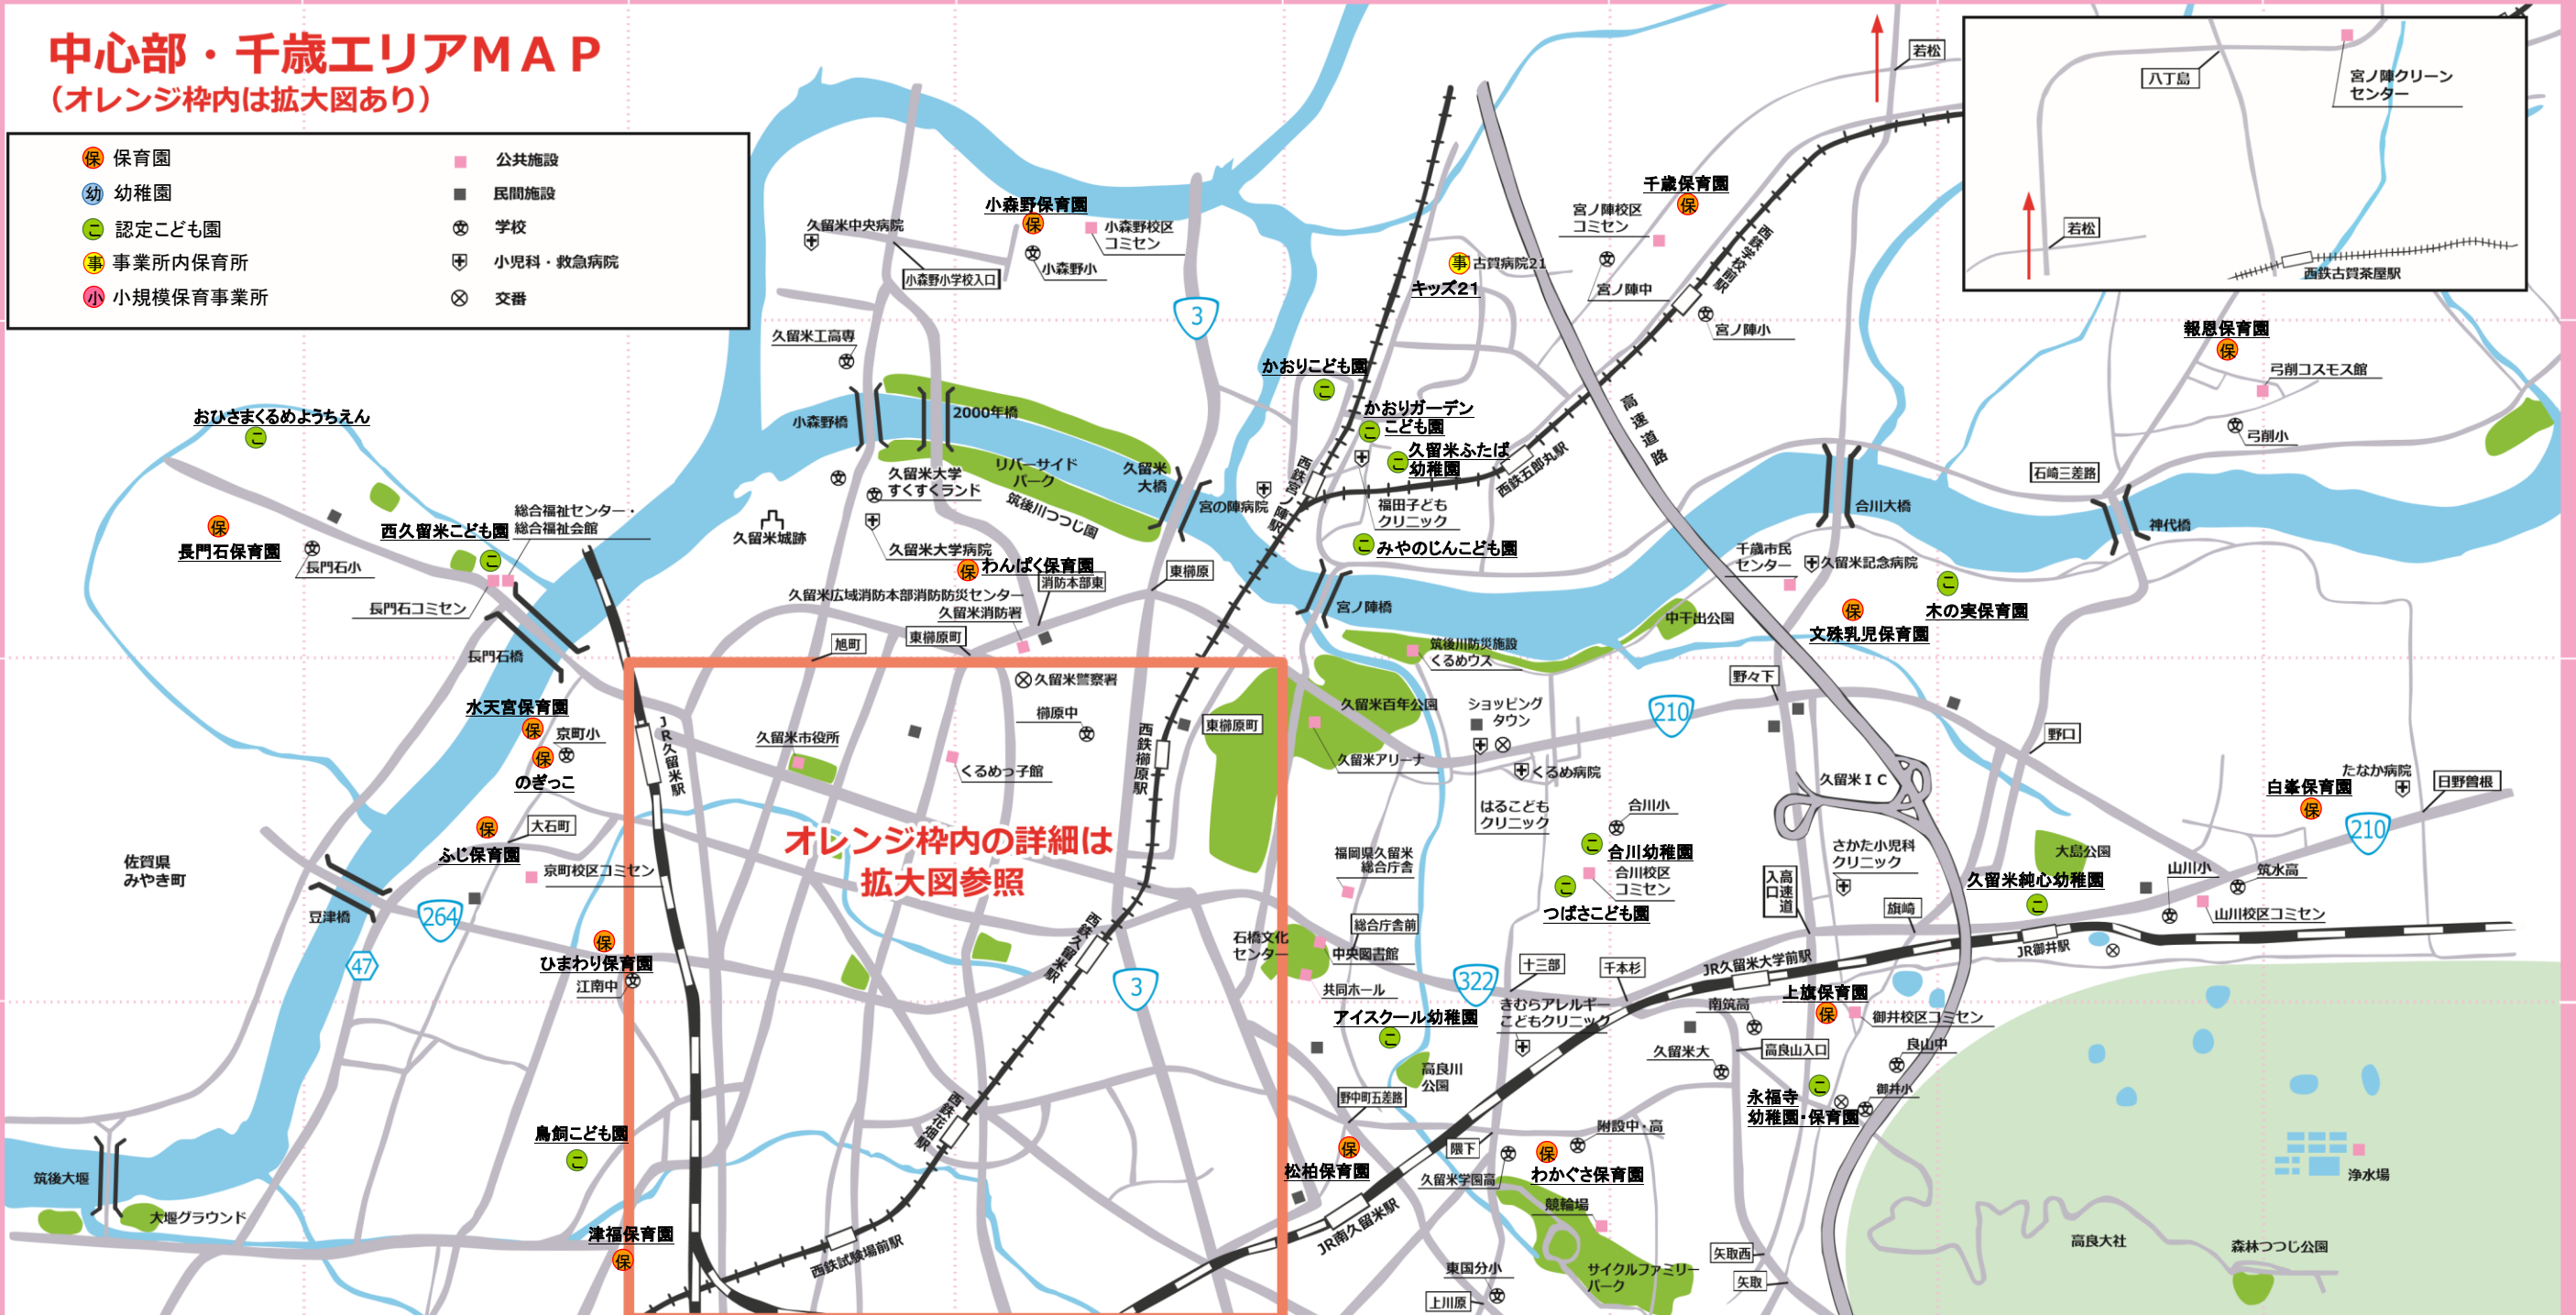 中心部・千歳エリアMAP
（オレンジ枠内は拡大図あり）
保 保育園
幼 幼稚園
こ 認定こども園
事 事業所内保育所
小 小規模保育事業所
公共施設
民間施設
文 学校
小児科・救急病院
交番
若松
八丁島
宮ノ陣クリーン
センター
若松
西鉄古賀茶屋駅
千歳保育園
保
宮ノ陣校区
コミセン
小森野保育園
保
小森野校区
コミセン
久留米中央病院
小森野小
小森野小学校入口
事
古賀病院21
キッズ21
宮ノ陣中
西鉄学校前駅
宮ノ陣小
3
久留米工高専
報恩保育園
保
弓削コスモス館
弓削小
かおりこども園
こ
かおりガーデン
こども園
こ
久留米ふたば
幼稚園
こ
高速道路
おひさまくるめようちえん
こ
小森野橋
2000年橋
久留米大学
すくすくランド
リバーサイド
パーク
筑後川つつじ園
久留米
大橋
宮の陣病院
西鉄宮ノ陣駅
西鉄五郎丸駅
福田子ども
クリニック
合川大橋
石崎三差路
神代橋
保
長門石保育園
長門石小
西久留米こども園
こ
総合福祉センター・
総合福祉会館
長門石コミセン
長門石橋
久留米城跡
久留米大学病院
わんぱく保育園
保
消防本部東
東櫛原
久留米広域消防本部消防防災センター
久留米消防署
旭町
東櫛原町
みやのじんこども園
こ
宮ノ陣橋
千歳市民
センター
久留米記念病院
保
文殊乳児保育園
こ
木の実保育園
中干出公園
筑後川防災施設
くるめウス
野々下
久留米警察署
櫛原中
西鉄櫛原駅
東櫛原町
久留米百年公園
久留米アリーナ
ショッピング
タウン
210
野口
水天宮保育園
保
京町小
保
のぎっこ
JR久留米駅
久留米市役所
くるめっ子館
くるめ病院
はるこども
クリニック
久留米IC
たなか病院
日野曽根
白峯保育園
保
210
保
ふじ保育園
大石町
京町校区コミセン
佐賀県
みやき町
豆津橋
264
47
オレンジ枠内の詳細は
拡大図参照
福岡県久留米
総合庁舎
合川小
こ
合川幼稚園
合川校区
コミセン
こ
つばさこども園
さかた小児科
クリニック
高速道
入口
旗崎
久留米純心幼稚園
こ
大島公園
山川小
筑水高
山川校区コミセン
保
ひまわり保育園
江南中
西鉄久留米駅
3
石橋文化
センター
総合庁舎前
中央図書館
共同ホール
322
十三部
千本杉
JR久留米大学前駅
JR御井駅
アイスクール幼稚園
こ
きむらアレルギー
こどもクリニック
南筑高
上旗保育園
保
御井校区コミセン
久留米大
高良山入口
良山中
高良川
公園
野中町五差路
永福寺
幼稚園・保育園
こ
御井小
鳥飼こども園
こ
西鉄花畑駅
保
松柏保育園
隈下
久留米学園高
保
わかぐさ保育園
附設中・高
競輪場
浄水場
筑後大堰
大堰グラウンド
津福保育園
保
西鉄試験場前駅
JR南久留米駅
東国分小
上川原
サイクルファミリー
パーク
矢取西
矢取
高良大社
森林つつじ公園